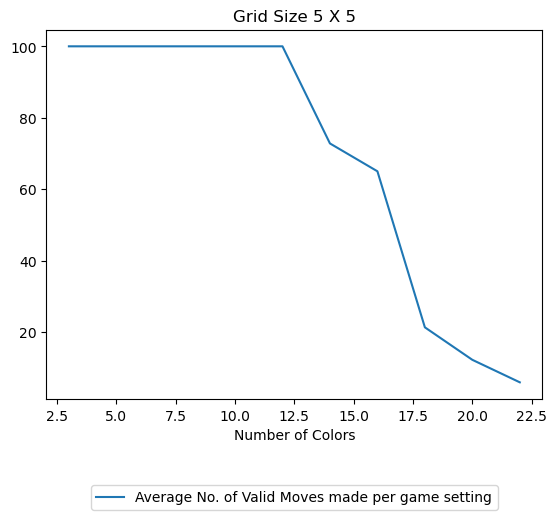 Grid Size 5 X 5
100
80
60
40
20
2.5 5.0 7.5 10.0 12.5 15.0 17.5 20.0 22.5
Number of Colors
Average No. of Valid Moves made per game setting